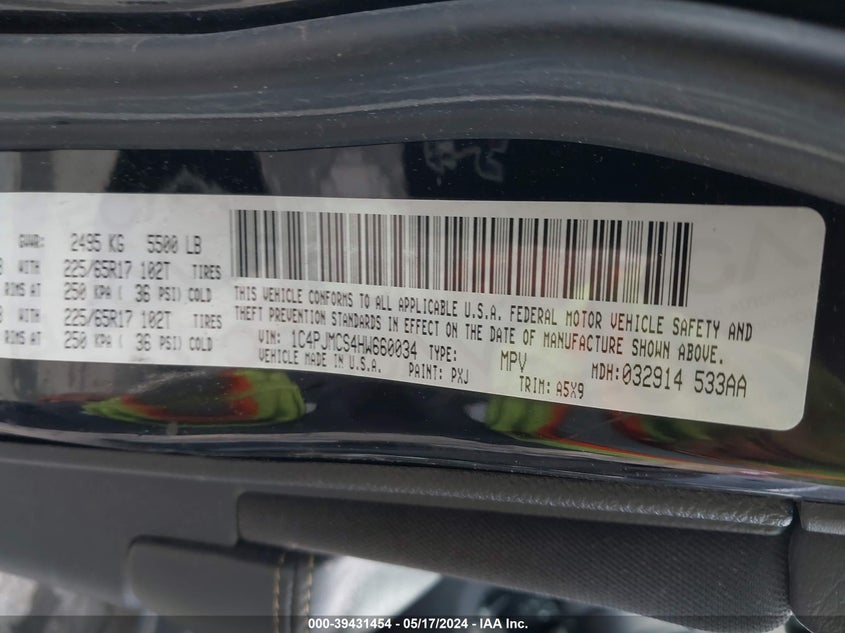 GWR: 2495 KG 5500 LB
WITH 225/65R17 102T TIRES
RIMS AT 250 KPA ( 36 PSI) COLD
WITH 225/65R17 102T TIRES
RIMS AT 250 KPA ( 36 PSI) COLD
THIS VEHICLE CONFORMS TO ALL APPLICABLE U.S.A. FEDERAL MOTOR VEHICLE SAFETY AND
THEFT PREVENTION STANDARDS IN EFFECT ON THE DATE OF MANUFACTURE SHOWN ABOVE.
VIN: 1C4PJMCS4HW660034 TYPE: MPV MDH:032914 533AA
VEHICLE MADE IN U.S.A. PAINT: PXJ TRIM: A5X9
000-39431454 - 05/17/2024 - IAA Inc.